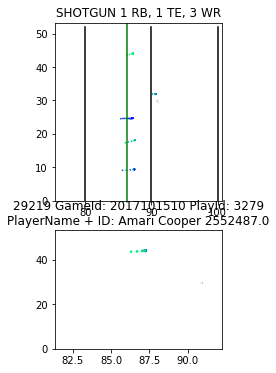 SHOTGUN 1 RB, 1 TE, 3 WR
50
40
30
20
10
0
80 90 100
29219 GameId: 2017101510 PlayId: 3279
PlayerName + ID: Amari Cooper 2552487.0
40
20
0
82.5 85.0 87.5 90.0